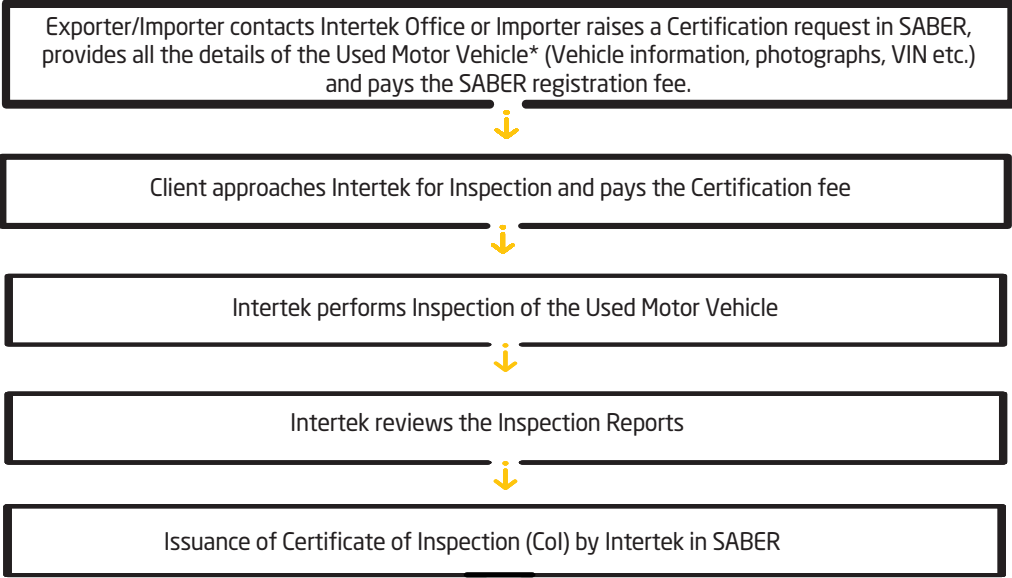 Exporter/Importer contacts Intertek Office or Importer raises a Certification request in SABER,
provides all the details of the Used Motor Vehicle* (Vehicle information, photographs, VIN etc.)
and pays the SABER registration fee.
Client approaches Intertek for Inspection and pays the Certification fee
Intertek performs Inspection of the Used Motor Vehicle
Intertek reviews the Inspection Reports
Issuance of Certificate of Inspection (CoI) by Intertek in SABER